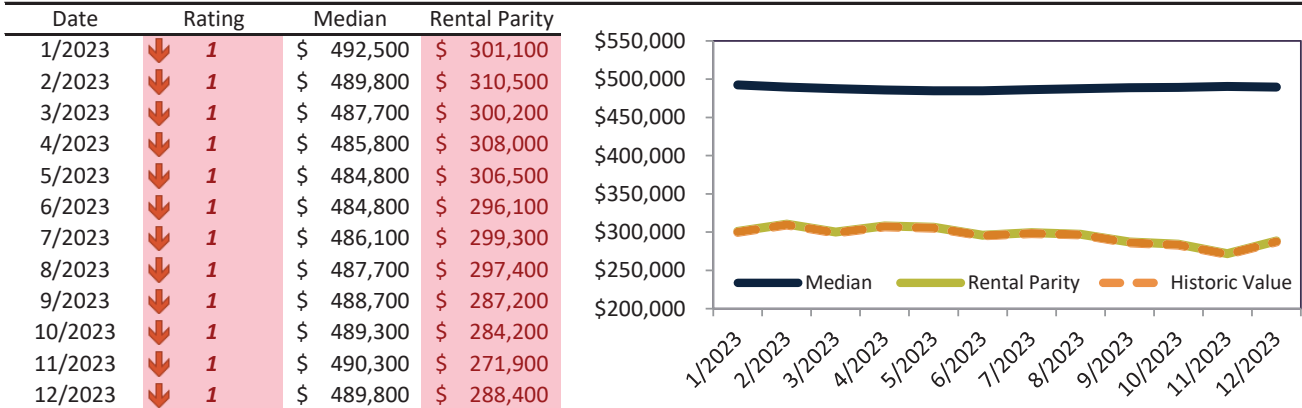 Date Rating Median Rental Parity
1/2023 1 $ 492,500 $ 301,100
2/2023 1 $ 489,800 $ 310,500
3/2023 1 $ 487,700 $ 300,200
4/2023 1 $ 485,800 $ 308,000
5/2023 1 $ 484,800 $ 306,500
6/2023 1 $ 484,800 $ 296,100
7/2023 1 $ 486,100 $ 299,300
8/2023 1 $ 487,700 $ 297,400
9/2023 1 $ 488,700 $ 287,200
10/2023 1 $ 489,300 $ 284,200
11/2023 1 $ 490,300 $ 271,900
12/2023 1 $ 489,800 $ 288,400
$550,000
$500,000
$450,000
$400,000
$350,000
$300,000
$250,000
$200,000
Median Rental Parity Historic Value
1/2023 2/2023 3/2023 4/2023 5/2023 6/2023 7/2023 8/2023 9/2023 10/2023 11/2023 12/2023